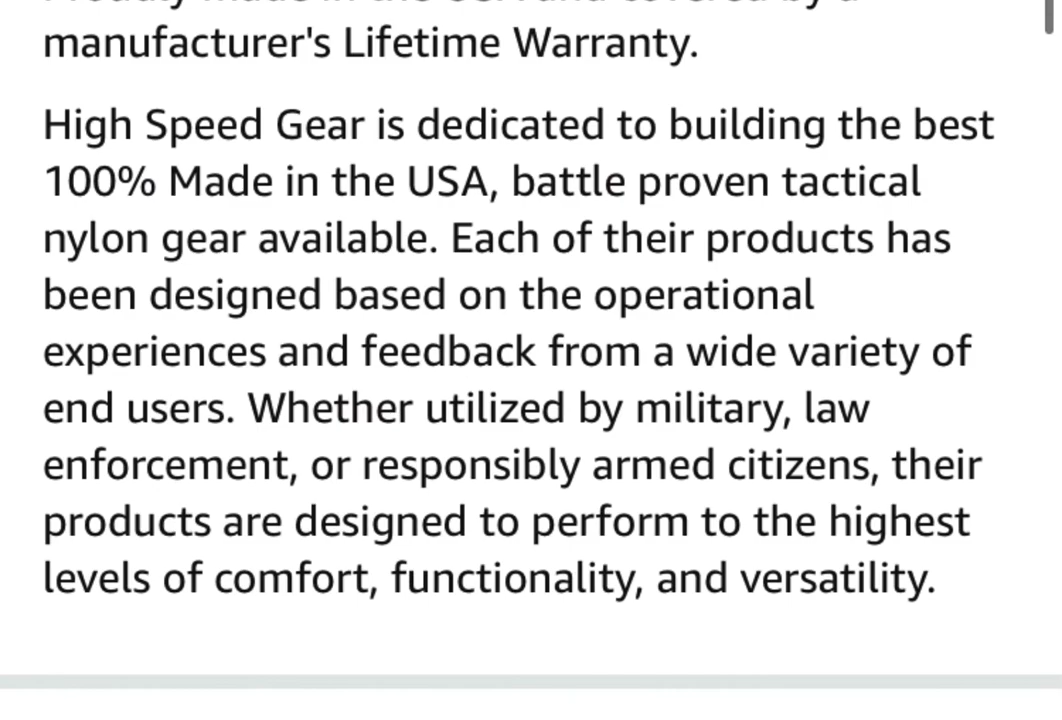 manufacturer's Lifetime Warranty.
High Speed Gear is dedicated to building the best
100% Made in the USA, battle proven tactical
nylon gear available. Each of their products has
been designed based on the operational
experiences and feedback from a wide variety of
end users. Whether utilized by military, law
enforcement, or responsibly armed citizens, their
products are designed to perform to the highest
levels of comfort, functionality, and versatility.